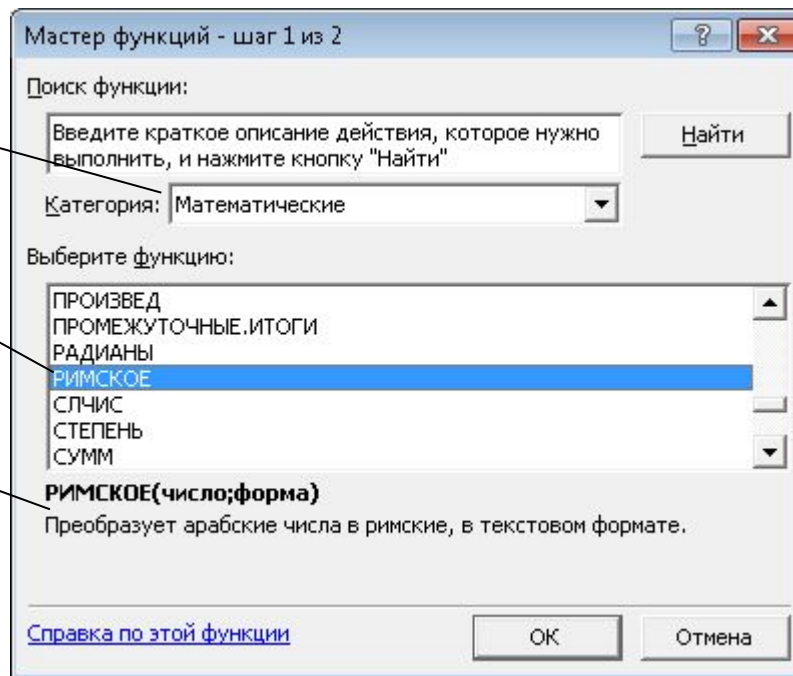 Мастер функций - шаг 1 из 2
Поиск функции:
Введите краткое описание действия, которое нужно
выполнить, и нажмите кнопку "Найти"
Найти
Категория: Математические
Выберите функцию:
ПРОИЗВЕД
ПРОМЕЖУТОЧНЫЕ.ИТОГИ
РАДИАНЫ
РИМСКОЕ
СЛЧИС
СТЕПЕНЬ
СУММ
РИМСКОЕ(число;форма)
Преобразует арабские числа в римские, в текстовом формате.
Справка по этой функции
ОК
Отмена